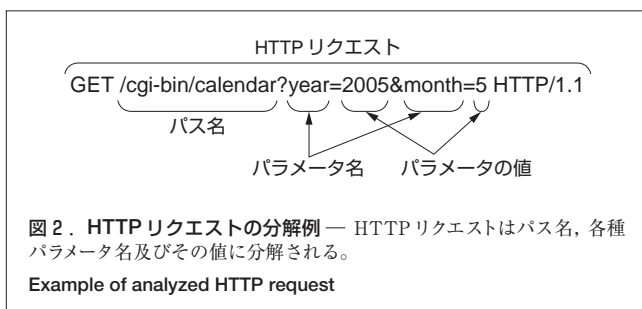 HTTP リクエスト
GET /cgi-bin/calendar?year=2005&month=5 HTTP/1.1
パス名
パラメータ名 パラメータの値
図 2．HTTP リクエストの分解例 — HTTP リクエストはパス名，各種
パラメータ名及びその値に分解される。
Example of analyzed HTTP request